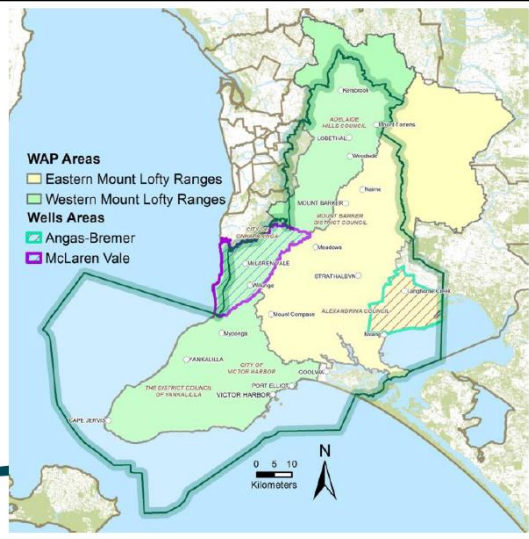 Kersbrook
ADELAIDE
HILLS COUNCIL
Mount Torrens
LOBETHAL
Woodside
WAP Areas
Eastern Mount Lofty Ranges
Western Mount Lofty Ranges
Wells Areas
Angas-Bremer
McLaren Vale
Nairne
MOUNT BARKER
MOUNT BARKER
DISTRICT COUNCIL
CITY OF
ONKAPARINGA
Meadows
MCLAREN VALE
STRATHALBYN
Willunga
Langhorne Creek
ALEXANDRINA COUNCIL
Mount Compass
Milang
Myponga
YANKALILLA
CITY OF
VICTOR HARBOR
GOOLWA
THE DISTRICT COUNCIL
OF YANKALILLA
PORT ELLIOT
VICTOR HARBOR
CAPE JERVIS
N
0 5 10
Kilometers